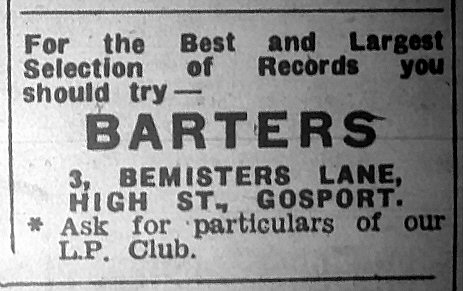 For the Best and Largest
Selection of Records you
should try—
BARTERS
3, BEMISTERS LANE,
HIGH ST., GOSPORT.
* Ask for particulars of our
L.P. Club.